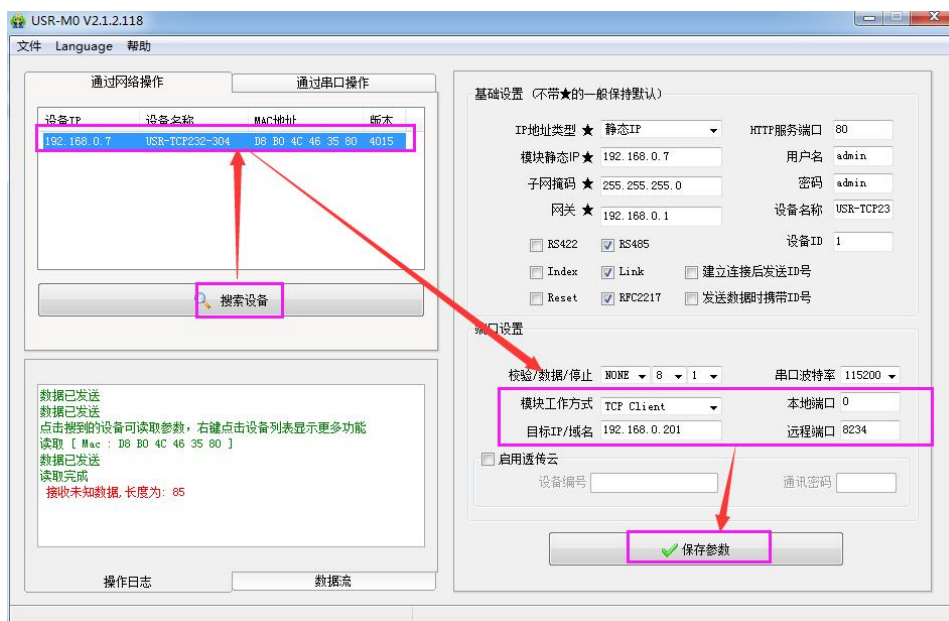 USR-M0 V2.1.2.118
文件 Language 帮助
通过网络操作 通过串口操作
设备IP 设备名称 MAC地址 版本
192.168.0.7 USR-TCP232-304 D8 B0 4C 46 35 80 4015
搜索设备
数据已发送
数据已发送
点击搜到的设备可读取参数，右键点击设备列表显示更多功能
读取 [ Mac : D8 B0 4C 46 35 80 ]
数据已发送
读取完成
接收未知数据,长度为: 85
操作日志 数据流
基础设置 (不带★的一般保持默认)
IP地址类型 ★ 静态IP HTTP服务端口 80
模块静态IP★ 192.168.0.7 用户名 admin
子网掩码 ★ 255.255.255.0 密码 admin
网关 ★ 192.168.0.1 设备名称 USR-TCP23
RS422 RS485 设备ID 1
Index Link 建立连接后发送ID号
Reset RFC2217 发送数据时携带ID号
端口设置
校验/数据/停止 NONE 8 1 串口波特率 115200
模块工作方式 TCP Client 本地端口 0
目标IP/域名 192.168.0.201 远程端口 8234
启用透传云
设备编号 通讯密码
保存参数